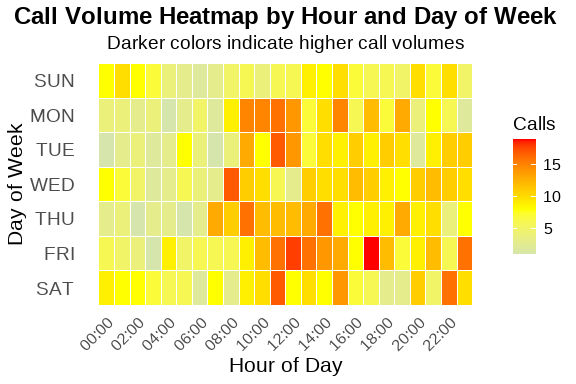 Call Volume Heatmap by Hour and Day of Week
Darker colors indicate higher call volumes
SUN
MON
TUE
WED
THU
FRI
SAT
Day of Week
00:00
02:00
04:00
06:00
08:00
10:00
12:00
14:00
16:00
18:00
20:00
22:00
Hour of Day
Calls
15
10
5